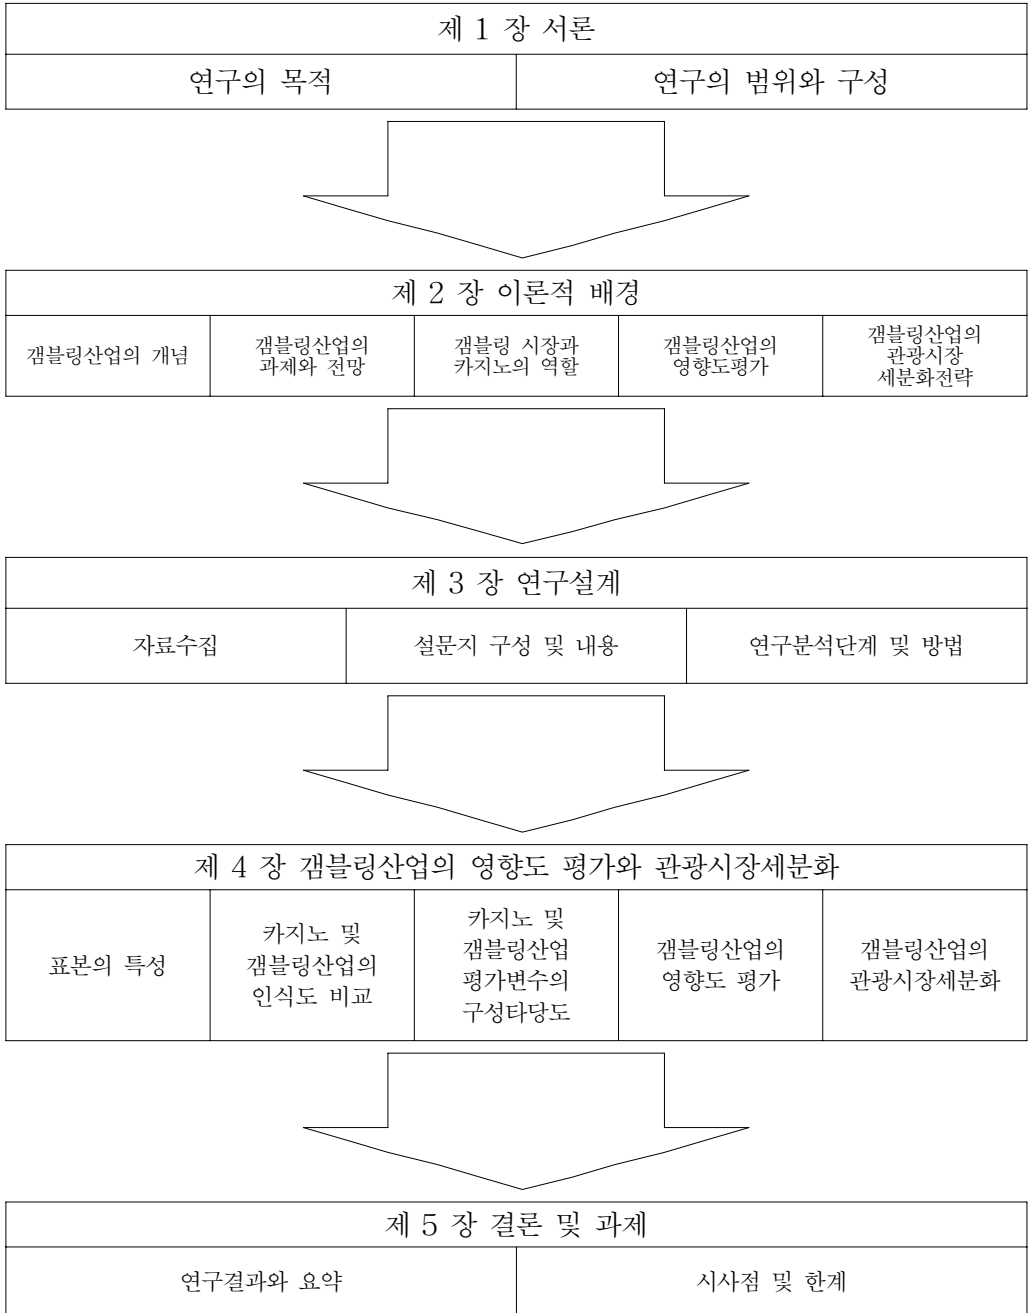 제 1 장 서론
연구의 목적
연구의 범위와 구성
제 2 장 이론적 배경
갬블링산업의 개념
갬블링산업의
과제와 전망
갬블링 시장과
카지노의 역할
갬블링산업의
영향도평가
갬블링산업의
관광시장
세분화전략
제 3 장 연구설계
자료수집
설문지 구성 및 내용
연구분석단계 및 방법
제 4 장 갬블링산업의 영향도 평가와 관광시장세분화
표본의 특성
카지노 및
갬블링산업의
인식도 비교
카지노 및
갬블링산업
평가변수의
구성타당도
갬블링산업의
영향도 평가
갬블링산업의
관광시장세분화
제 5 장 결론 및 과제
연구결과와 요약
시사점 및 한계